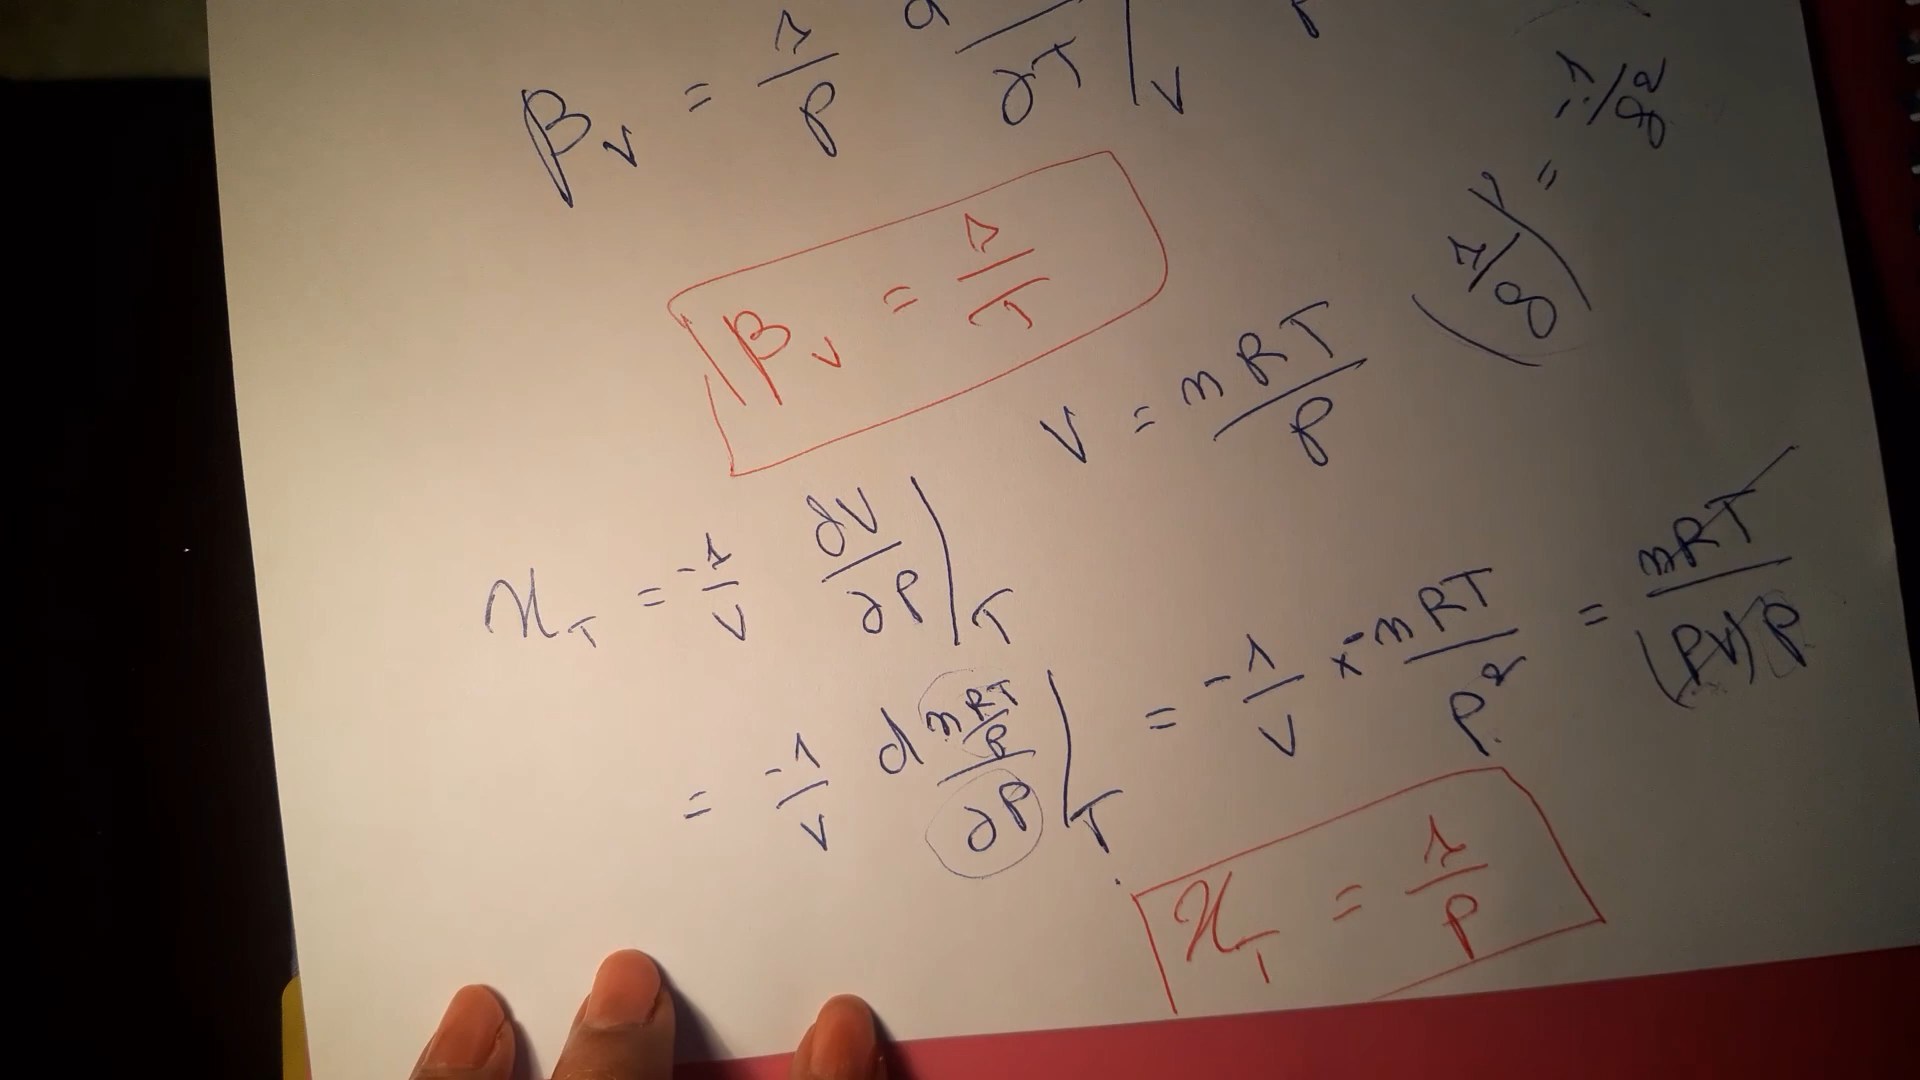 β_V = 1/P ∂/∂T |_V
(1/x)' = -1/x²
β_V = 1/T
V = nRT/P
χ_T = -1/V ∂V/∂P |_T
= -1/V d nRT/P / ∂P |_T = -1/V × -nRT/P² = nRT/(PV)P
χ_T = 1/P